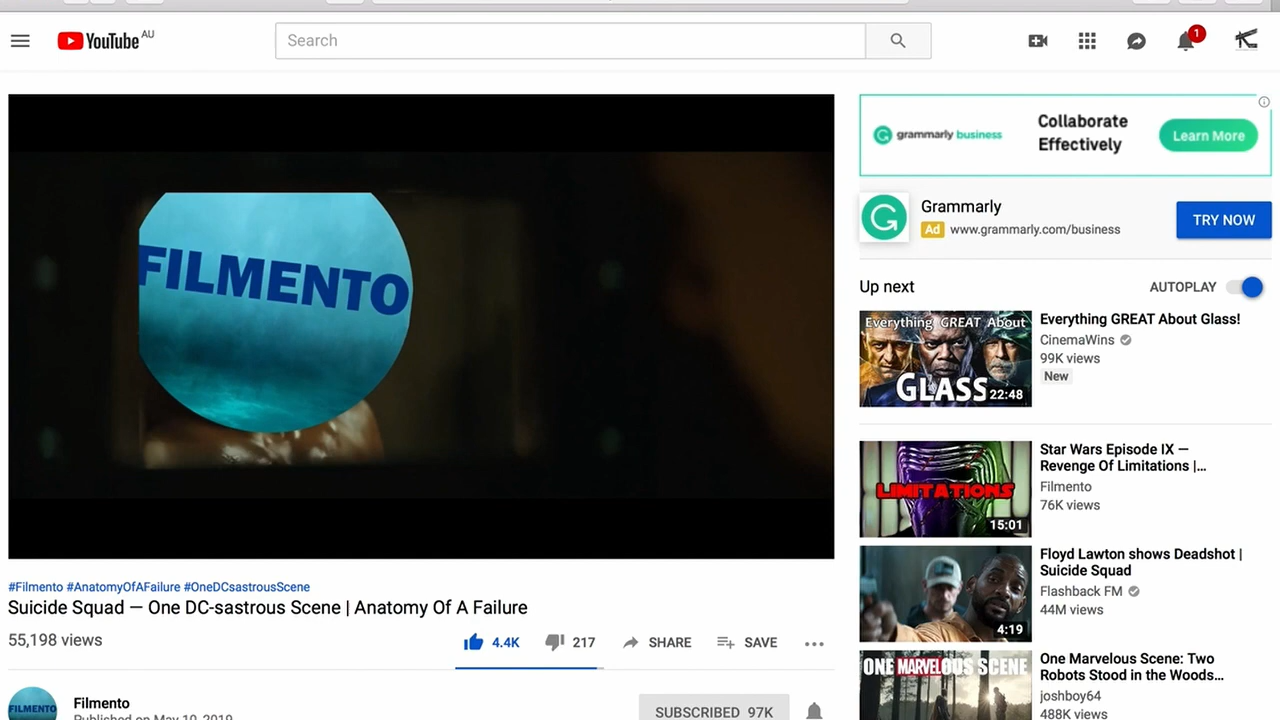 YouTube AU
Search
1
FILMENTO
grammarly business
Collaborate
Effectively
Learn More
Grammarly
Ad www.grammarly.com/business
TRY NOW
Up next
AUTOPLAY
Everything GREAT About
GLASS
22:48
Everything GREAT About Glass!
CinemaWins
99K views
New
LIMITATIONS
15:01
Star Wars Episode IX —
Revenge Of Limitations |...
Filmento
76K views
4:19
Floyd Lawton shows Deadshot |
Suicide Squad
Flashback FM
44M views
ONE MARVELOUS SCENE
One Marvelous Scene: Two
Robots Stood in the Woods...
joshboy64
488K views
#Filmento #AnatomyOfAFailure #OneDCsastrousScene
Suicide Squad — One DC-sastrous Scene | Anatomy Of A Failure
55,198 views
4.4K
217
SHARE
SAVE
FILMENTO
Filmento
Published on May 10, 2019
SUBSCRIBED 97K